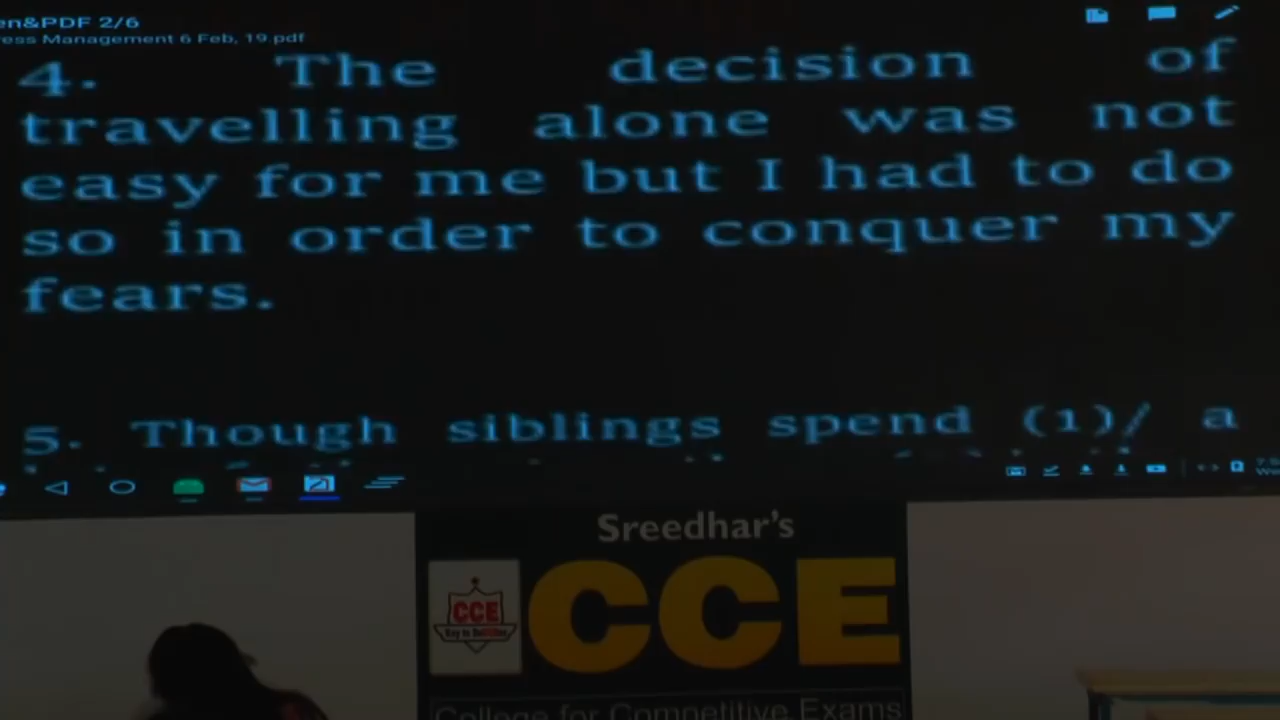 en&PDF 2/6
ess Management 6 Feb, 19.pdf
4. The decision of
travelling alone was not
easy for me but I had to do
so in order to conquer my
fears.
5. Though siblings spend (1)/ a
Sreedhar's
CCE
CCE
College for Competitive Exams